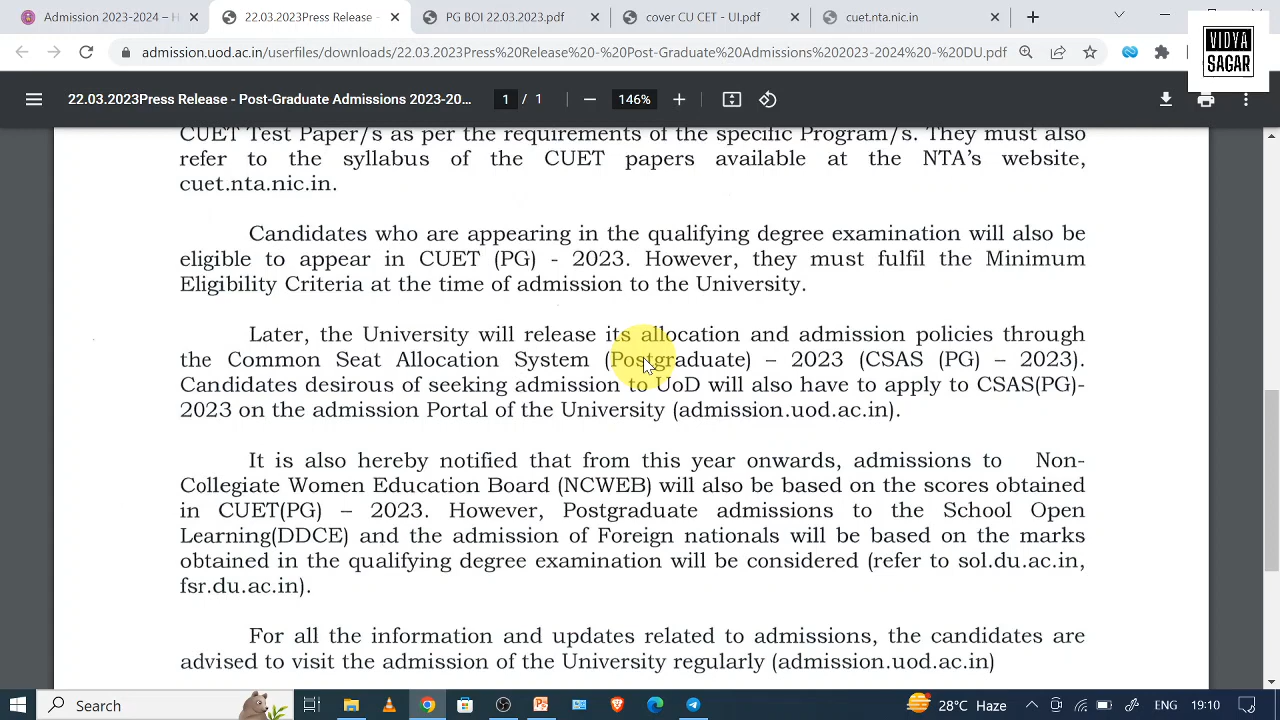 Admission 2023-2024 – H
22.03.2023Press Release -
PG BOI 22.03.2023.pdf
cover CU CET - UI.pdf
cuet.nta.nic.in
admission.uod.ac.in/userfiles/downloads/22.03.2023Press%20Release%20-%20Post-Graduate%20Admissions%202023-2024%20-%20DU.pdf
VIDYA
SAGAR
22.03.2023Press Release - Post-Graduate Admissions 2023-20...
1 / 1
146%
CUET Test Paper/s as per the requirements of the specific Program/s. They must also
refer to the syllabus of the CUET papers available at the NTA's website,
cuet.nta.nic.in.
Candidates who are appearing in the qualifying degree examination will also be
eligible to appear in CUET (PG) - 2023. However, they must fulfil the Minimum
Eligibility Criteria at the time of admission to the University.
Later, the University will release its allocation and admission policies through
the Common Seat Allocation System (Postgraduate) – 2023 (CSAS (PG) – 2023).
Candidates desirous of seeking admission to UoD will also have to apply to CSAS(PG)-
2023 on the admission Portal of the University (admission.uod.ac.in).
It is also hereby notified that from this year onwards, admissions to Non-
Collegiate Women Education Board (NCWEB) will also be based on the scores obtained
in CUET(PG) – 2023. However, Postgraduate admissions to the School Open
Learning(DDCE) and the admission of Foreign nationals will be based on the marks
obtained in the qualifying degree examination will be considered (refer to sol.du.ac.in,
fsr.du.ac.in).
For all the information and updates related to admissions, the candidates are
advised to visit the admission of the University regularly (admission.uod.ac.in)
Search
28°C Haze
ENG
19:10